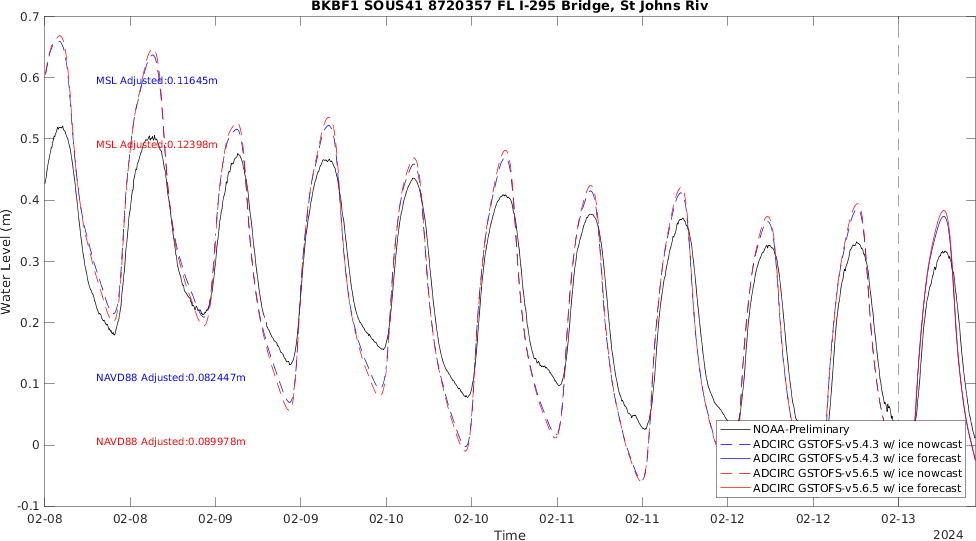 BKBF1 SOUS41 8720357 FL I-295 Bridge, St Johns Riv
0.7
0.6
0.5
0.4
0.3
0.2
0.1
0
-0.1
Water Level (m)
MSL Adjusted:0.11645m
MSL Adjusted:0.12398m
NAVD88 Adjusted:0.082447m
NAVD88 Adjusted:0.089978m
NOAA-Preliminary
ADCIRC GSTOFS-v5.4.3 w/ ice nowcast
ADCIRC GSTOFS-v5.4.3 w/ ice forecast
ADCIRC GSTOFS-v5.6.5 w/ ice nowcast
ADCIRC GSTOFS-v5.6.5 w/ ice forecast
02-08 02-08 02-09 02-09 02-10 02-10 02-11 02-11 02-12 02-12 02-13
Time
2024